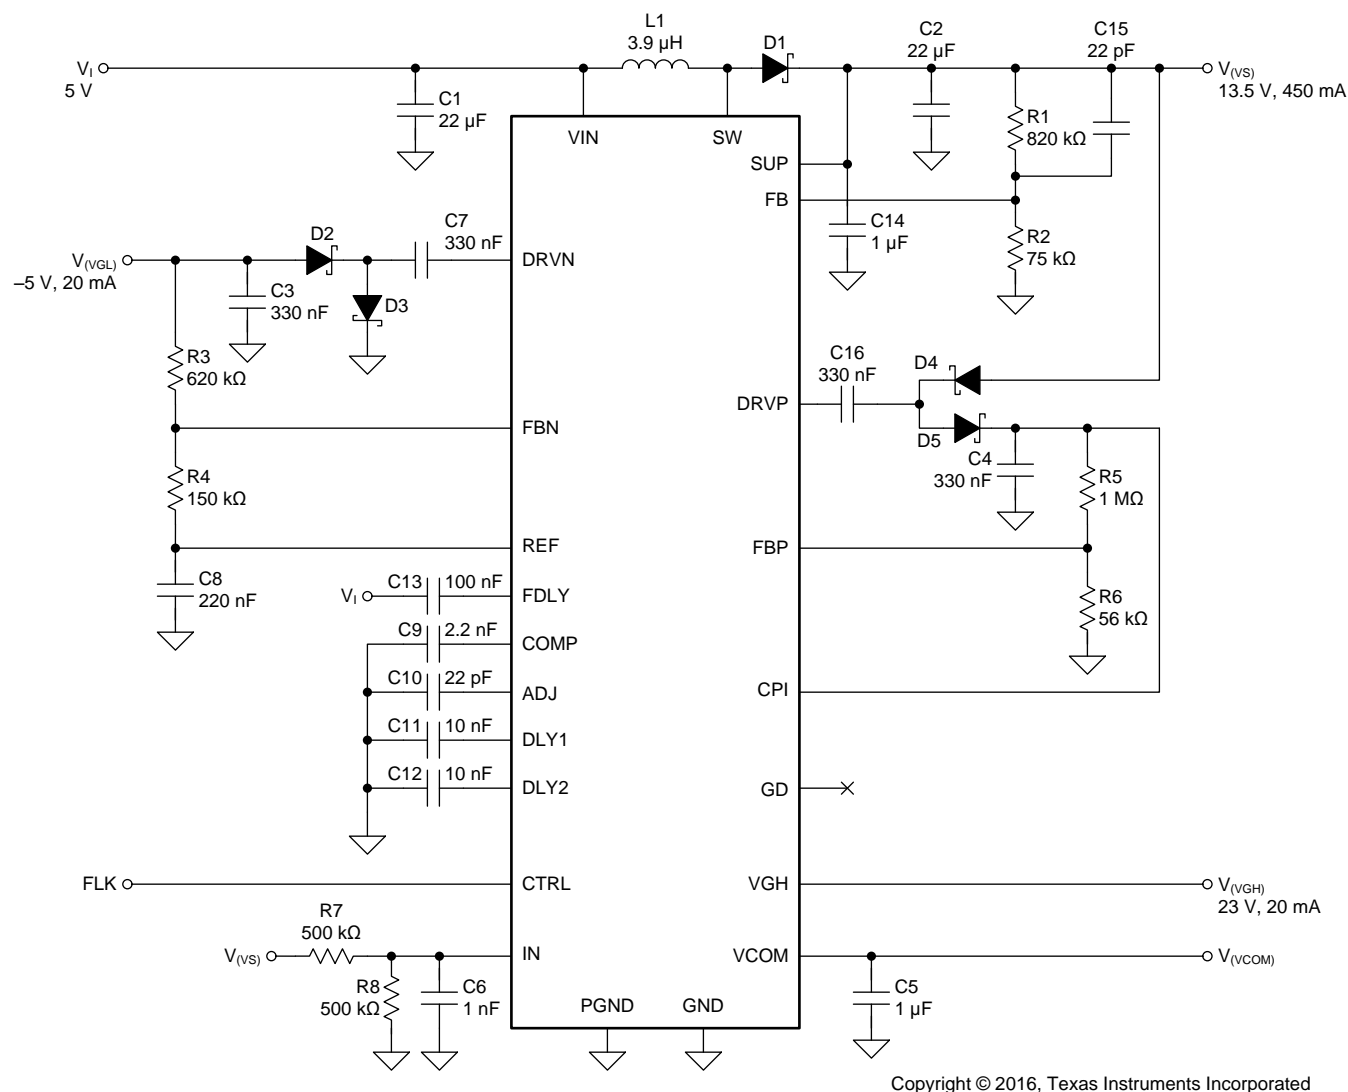 L1
3.9 µH
D1
C2
22 µF
C15
22 pF
V(VS)
13.5 V, 450 mA
VI
5 V
C1
22 µF
R1
820 kΩ
VIN
SW
SUP
FB
C14
1 µF
R2
75 kΩ
C7
330 nF
D2
V(VGL)
–5 V, 20 mA
DRVN
C3
330 nF
D3
R3
620 kΩ
C16
330 nF
D4
DRVP
D5
FBN
C4
330 nF
R5
1 MΩ
R4
150 kΩ
REF
FBP
C8
220 nF
VI
C13
100 nF
FDLY
R6
56 kΩ
C9
2.2 nF
COMP
C10
22 pF
ADJ
CPI
C11
10 nF
DLY1
C12
10 nF
DLY2
GD
FLK
CTRL
VGH
V(VGH)
23 V, 20 mA
R7
500 kΩ
V(VS)
IN
VCOM
V(VCOM)
R8
500 kΩ
C6
1 nF
PGND
GND
C5
1 µF
Copyright © 2016, Texas Instruments Incorporated